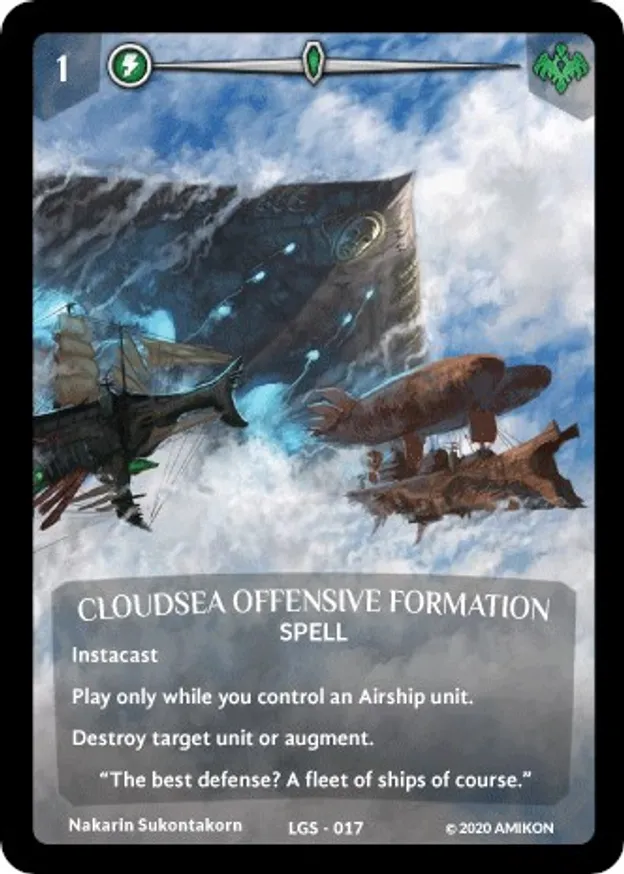 1
CLOUDSEA OFFENSIVE FORMATION
SPELL
Instacast
Play only while you control an Airship unit.
Destroy target unit or augment.
“The best defense? A fleet of ships of course.”
Nakarin Sukontakorn LGS - 017 © 2020 AMIKON